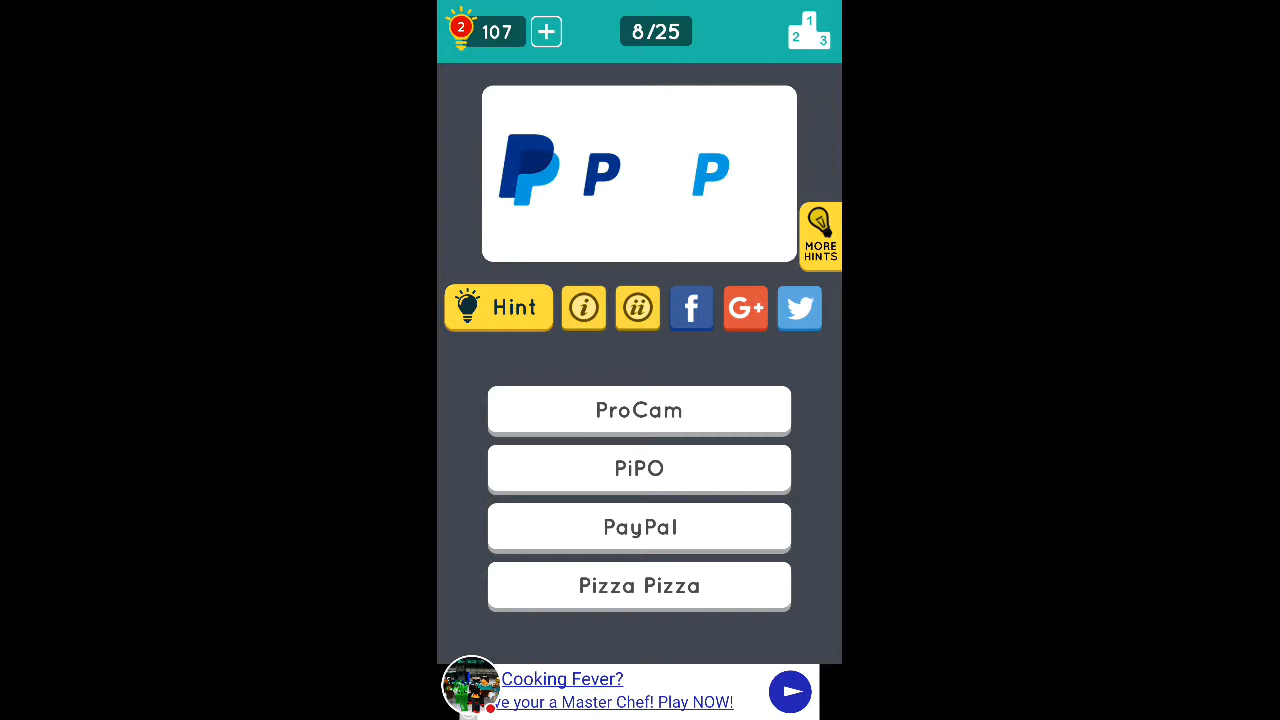 2 107 + 8/25 1 2 3
P P P P
MORE
HINTS
Hint i ii f G+
ProCam
PiPO
PayPal
Pizza Pizza
Cooking Fever?
ve your a Master Chef! Play NOW!